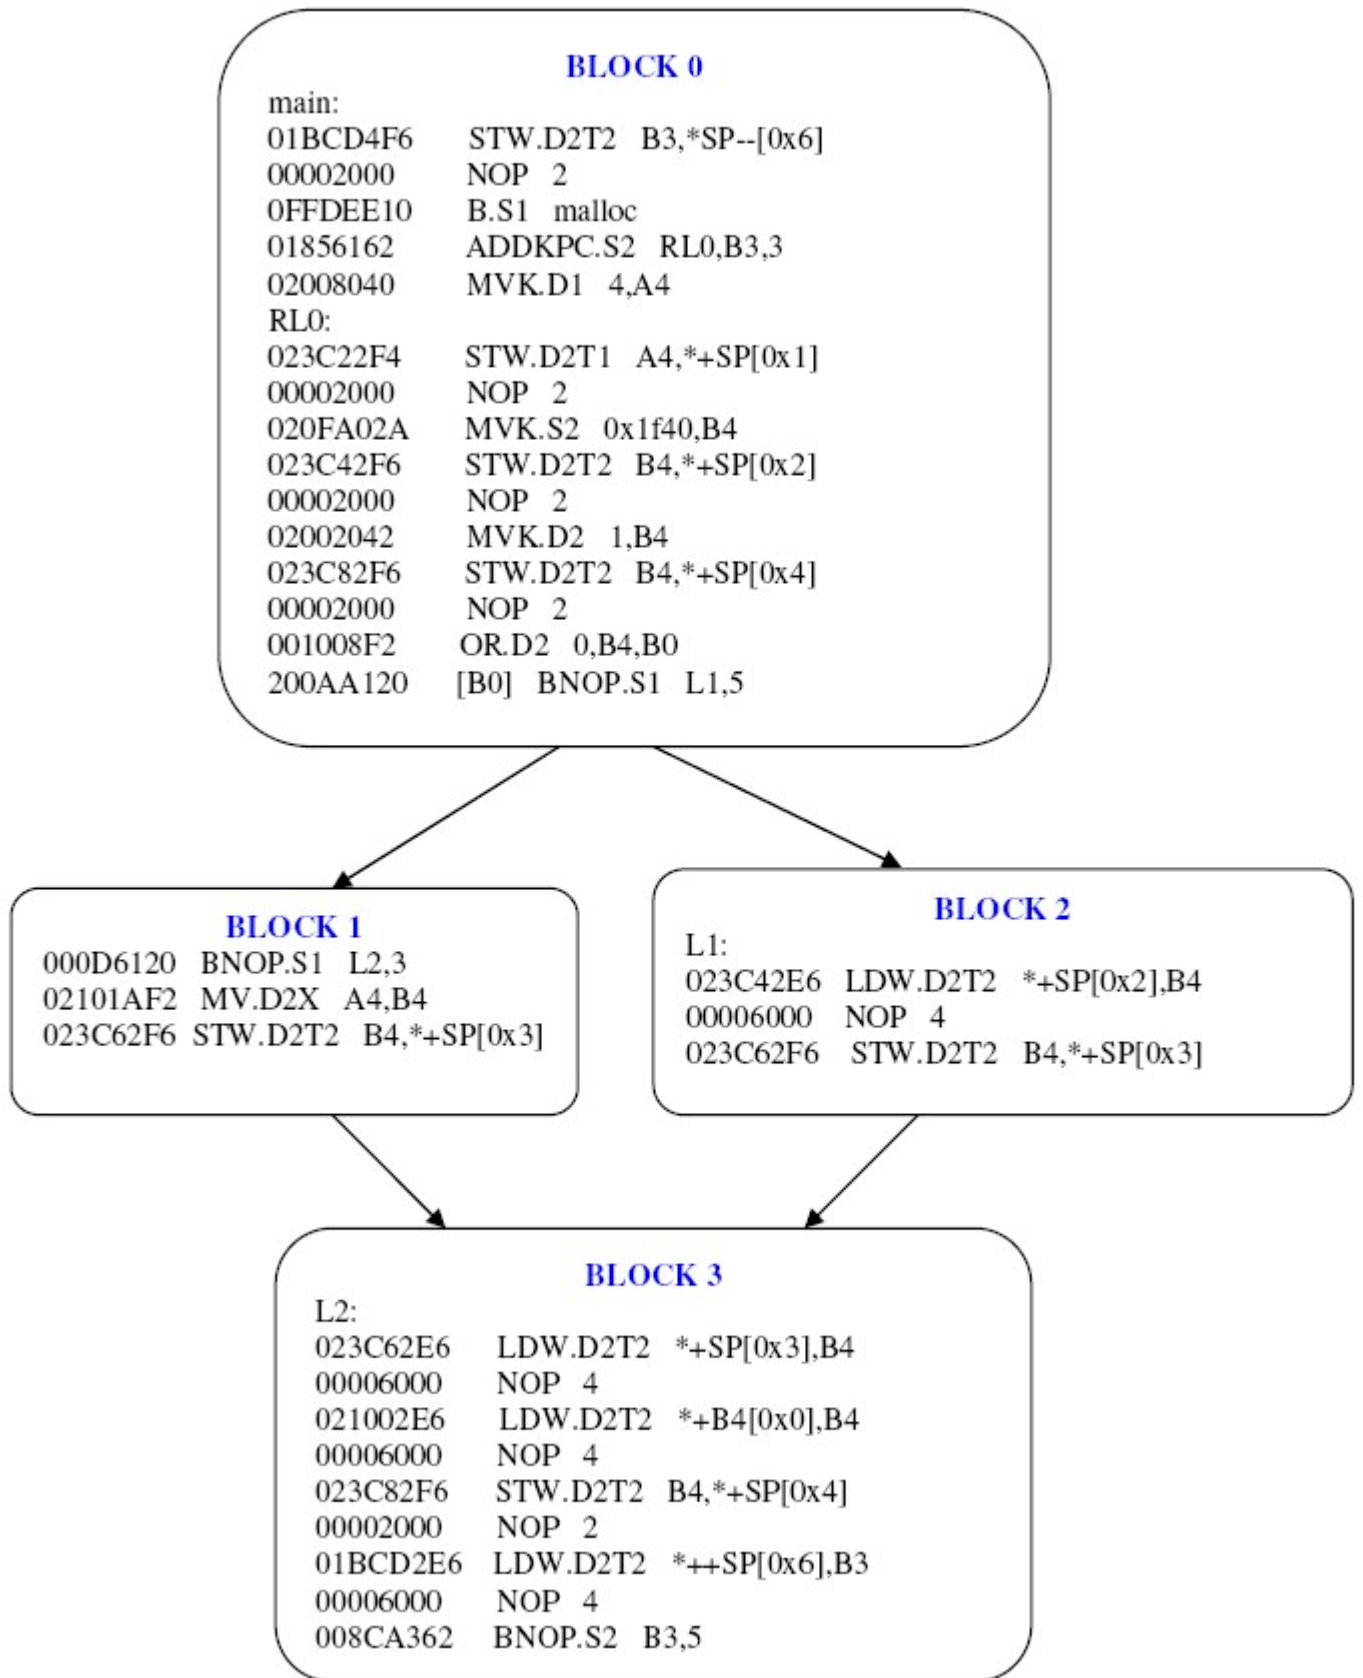 BLOCK 0
main:
01BCD4F6 STW.D2T2 B3,*SP--[0x6]
00002000 NOP 2
0FFDEE10 B.S1 malloc
01856162 ADDKPC.S2 RL0,B3,3
02008040 MVK.D1 4,A4
RL0:
023C22F4 STW.D2T1 A4,*+SP[0x1]
00002000 NOP 2
020FA02A MVK.S2 0x1f40,B4
023C42F6 STW.D2T2 B4,*+SP[0x2]
00002000 NOP 2
02002042 MVK.D2 1,B4
023C82F6 STW.D2T2 B4,*+SP[0x4]
00002000 NOP 2
001008F2 OR.D2 0,B4,B0
200AA120 [B0] BNOP.S1 L1,5
BLOCK 1
000D6120 BNOP.S1 L2,3
02101AF2 MV.D2X A4,B4
023C62F6 STW.D2T2 B4,*+SP[0x3]
BLOCK 2
L1:
023C42E6 LDW.D2T2 *+SP[0x2],B4
00006000 NOP 4
023C62F6 STW.D2T2 B4,*+SP[0x3]
BLOCK 3
L2:
023C62E6 LDW.D2T2 *+SP[0x3],B4
00006000 NOP 4
021002E6 LDW.D2T2 *+B4[0x0],B4
00006000 NOP 4
023C82F6 STW.D2T2 B4,*+SP[0x4]
00002000 NOP 2
01BCD2E6 LDW.D2T2 *++SP[0x6],B3
00006000 NOP 4
008CA362 BNOP.S2 B3,5